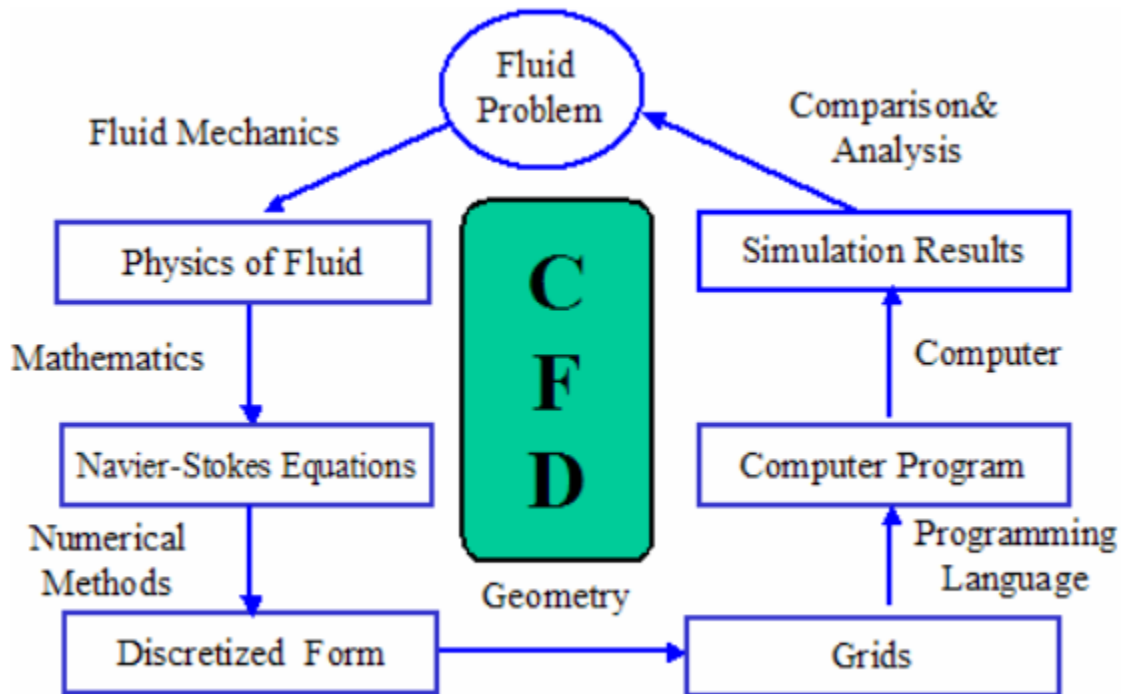 Fluid
Problem
Fluid Mechanics
Comparison&
Analysis
Physics of Fluid
Simulation Results
C
F
D
Mathematics
Computer
Navier-Stokes Equations
Computer Program
Numerical
Methods
Programming
Language
Geometry
Discretized Form
Grids